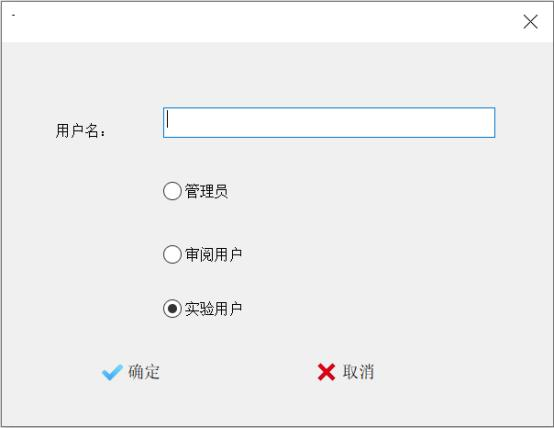 用户名：
管理员
审阅用户
实验用户
确定
取消